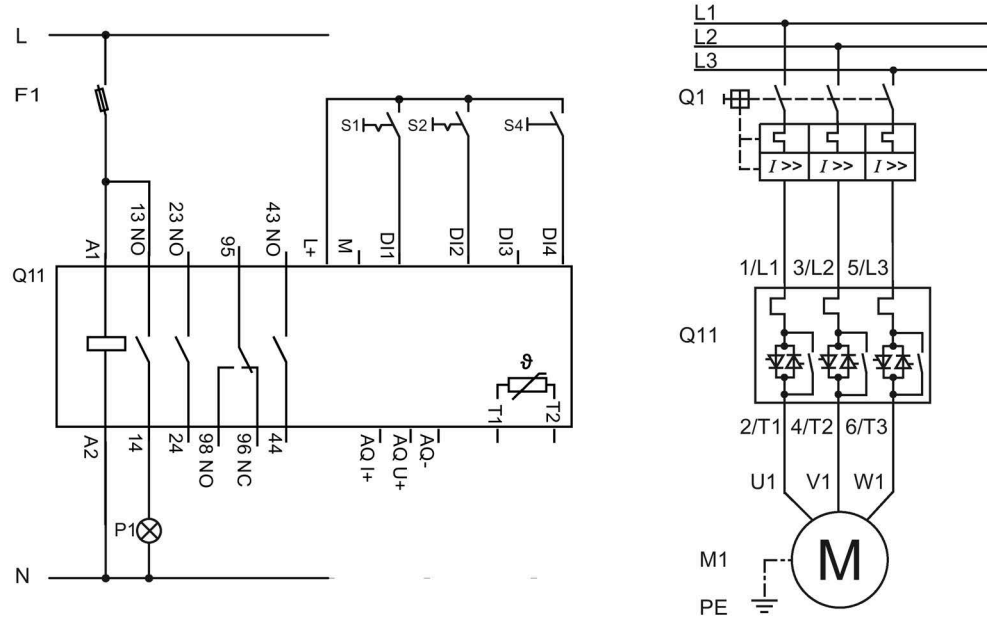 L
F1
S1
S2
S4
A1
13 NO
23 NO
95
43 NO
L+
M
DI1
DI2
DI3
DI4
Q11
ϑ
T1
T2
A2
14
24
98 NO
96 NC
44
AQ I+
AQ U+
AQ-
P1
N
L1
L2
L3
Q1
I >> I >> I >>
1/L1 3/L2 5/L3
Q11
2/T1 4/T2 6/T3
U1 V1 W1
M
M1
PE